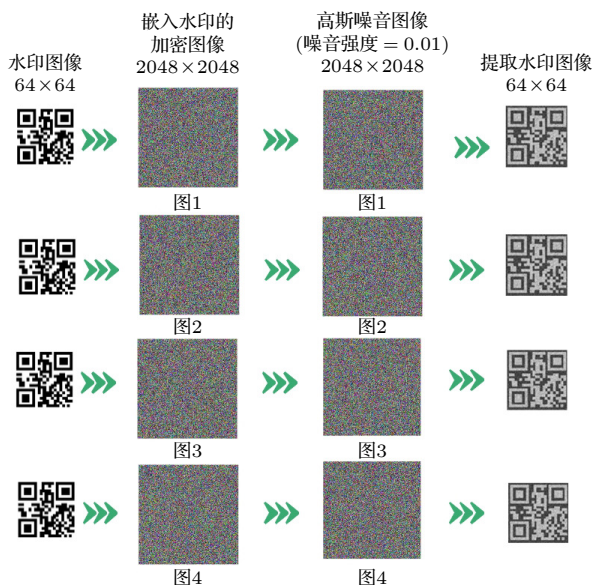 水印图像
64×64
嵌入水印的
加密图像
2048×2048
高斯噪音图像
(噪音强度 = 0.01)
2048×2048
提取水印图像
64×64
图1
图1
图2
图2
图3
图3
图4
图4